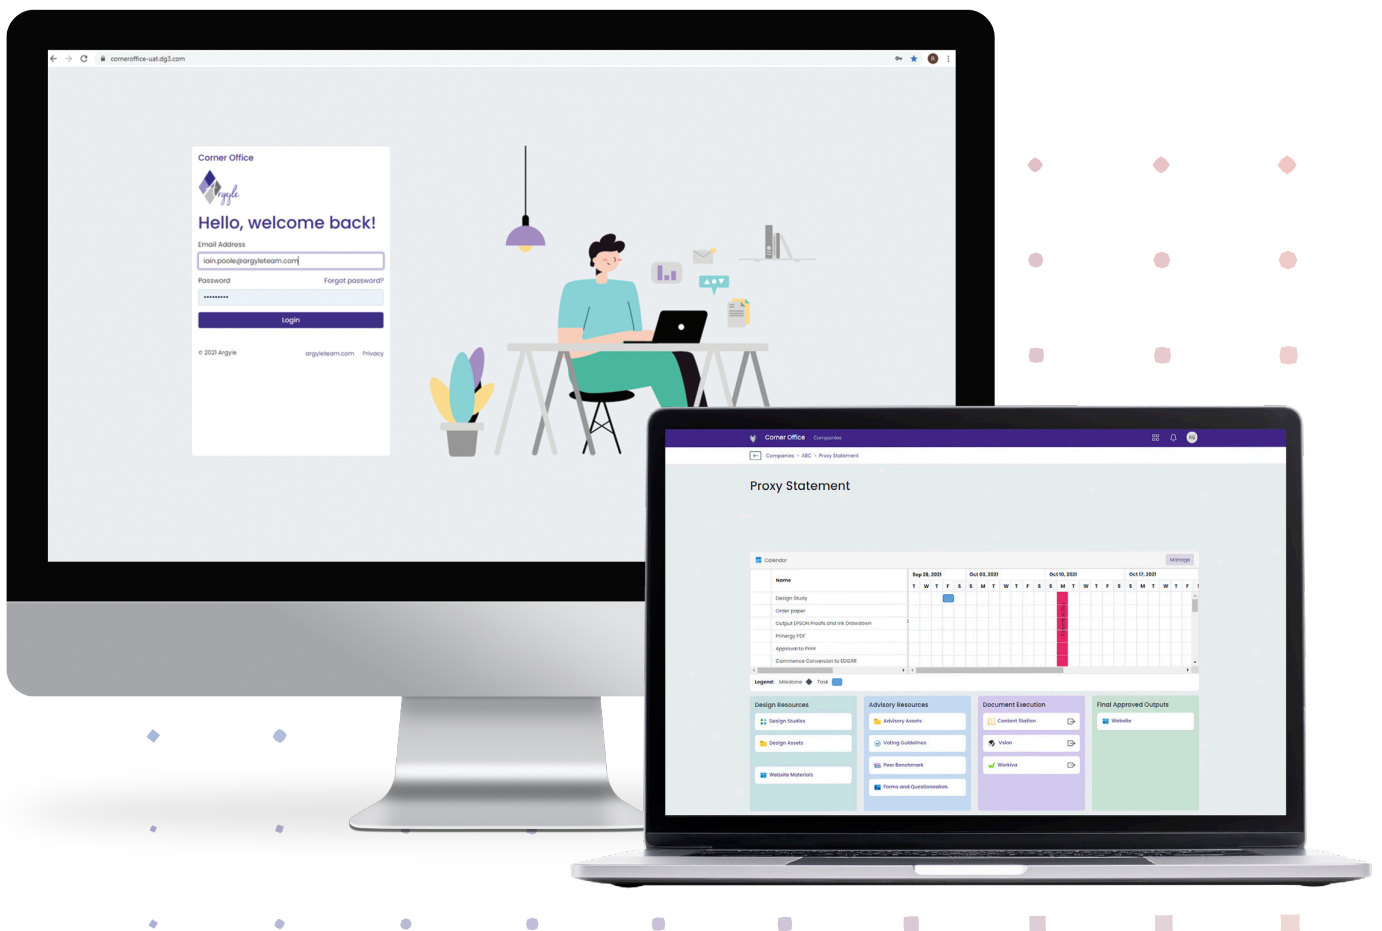 corneroffice-uat.dg3.com
R
Corner Office
Argyle
Hello, welcome back!
Email Address
iain.poole@argyleteam.com
Password Forgot password?
Login
© 2021 Argyle argyleteam.com Privacy
Corner Office Companies RG
Companies > ABC > Proxy Statement
Proxy Statement
Calendar Manage
Name Sep 28, 2021 Oct 03, 2021 Oct 10, 2021 Oct 17, 2021
T W T F S S M T W T F S S M T W T F S S M T W T F S
Design Study
Order paper
Output EPSON Proofs and Ink Drawdown
Prinergy PDF
Approval to Print
Commence Conversion to EDGAR
Legend: Milestone Task
Design Resources
Design Studies
Design Assets
Website Materials
Advisory Resources
Advisory Assets
Voting Guidelines
Peer Benchmark
Forms and Questionnaires
Document Execution
Content Station
Vsion
Workiva
Final Approved Outputs
Website